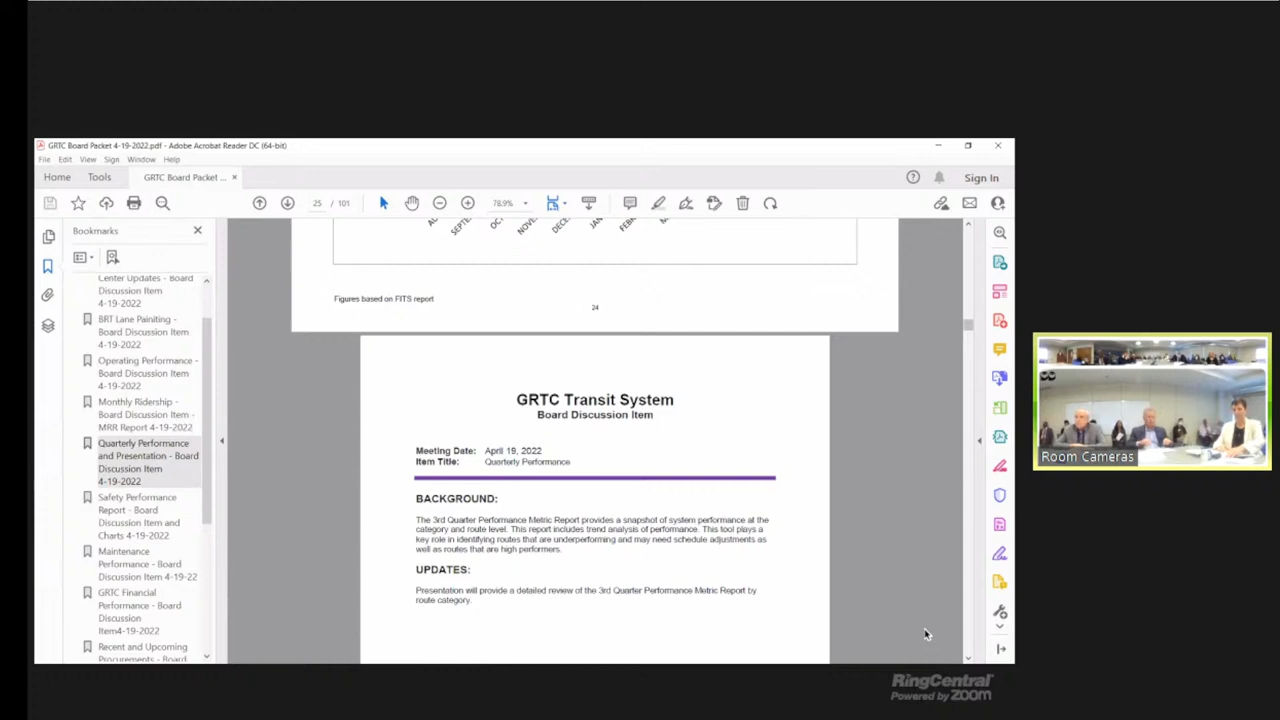 GRTC Board Packet 4-19-2022.pdf - Adobe Acrobat Reader DC (64-bit)
File Edit View Sign Window Help
Home Tools GRTC Board Packet ... × Sign In
25 / 101 78.9%
Bookmarks
Center Updates - Board
Discussion Item
4-19-2022
BRT Lane Painiting -
Board Discussion Item
4-19-2022
Operating Performance -
Board Discussion Item
4-19-2022
Monthly Ridership -
Board Discussion Item -
MRR Report 4-19-2022
Quarterly Performance
and Presentation - Board
Discussion Item
4-19-2022
Safety Performance
Report - Board
Discussion Item and
Charts 4-19-2022
Maintenance
Performance - Board
Discussion Item 4-19-22
GRTC Financial
Performance - Board
Discussion
Item4-19-2022
Recent and Upcoming
Procurements - Board
Figures based on FITS report
24
GRTC Transit System
Board Discussion Item
Meeting Date: April 19, 2022
Item Title: Quarterly Performance
BACKGROUND:
The 3rd Quarter Performance Metric Report provides a snapshot of system performance at the
category and route level. This report includes trend analysis of performance. This tool plays a
key role in identifying routes that are underperforming and may need schedule adjustments as
well as routes that are high performers.
UPDATES:
Presentation will provide a detailed review of the 3rd Quarter Performance Metric Report by
route category.
Room Cameras
RingCentral
Powered by zoom